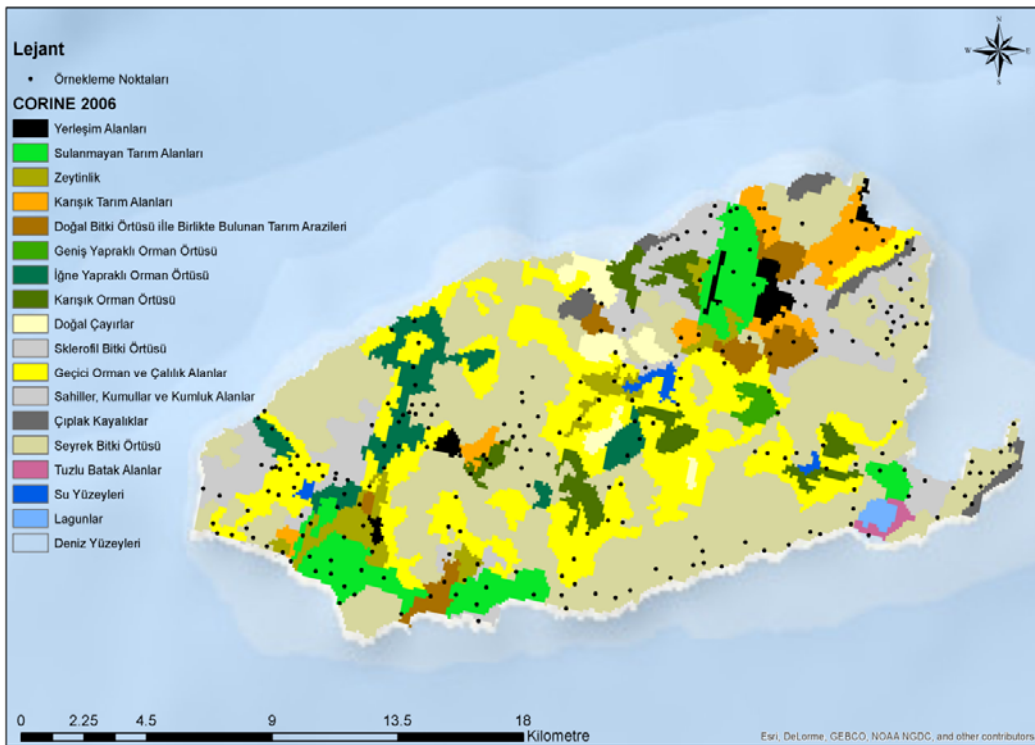 Lejant
Örnekleme Noktaları
CORINE 2006
Yerleşim Alanları
Sulanmayan Tarım Alanları
Zeytinlik
Karışık Tarım Alanları
Doğal Bitki Örtüsü İlle Birlikte Bulunan Tarım Arazileri
Geniş Yapraklı Orman Örtüsü
İğne Yapraklı Orman Örtüsü
Karışık Orman Örtüsü
Doğal Çayırlar
Sklerofil Bitki Örtüsü
Geçici Orman ve Çalılık Alanlar
Sahiller, Kumullar ve Kumluk Alanlar
Çıplak Kayalıklar
Seyrek Bitki Örtüsü
Tuzlu Batak Alanlar
Su Yüzeyleri
Lagunlar
Deniz Yüzeyleri
N
W E
S
0 2.25 4.5 9 13.5 18
Kilometre
Esri, DeLorme, GEBCO, NOAA NGDC, and other contributors